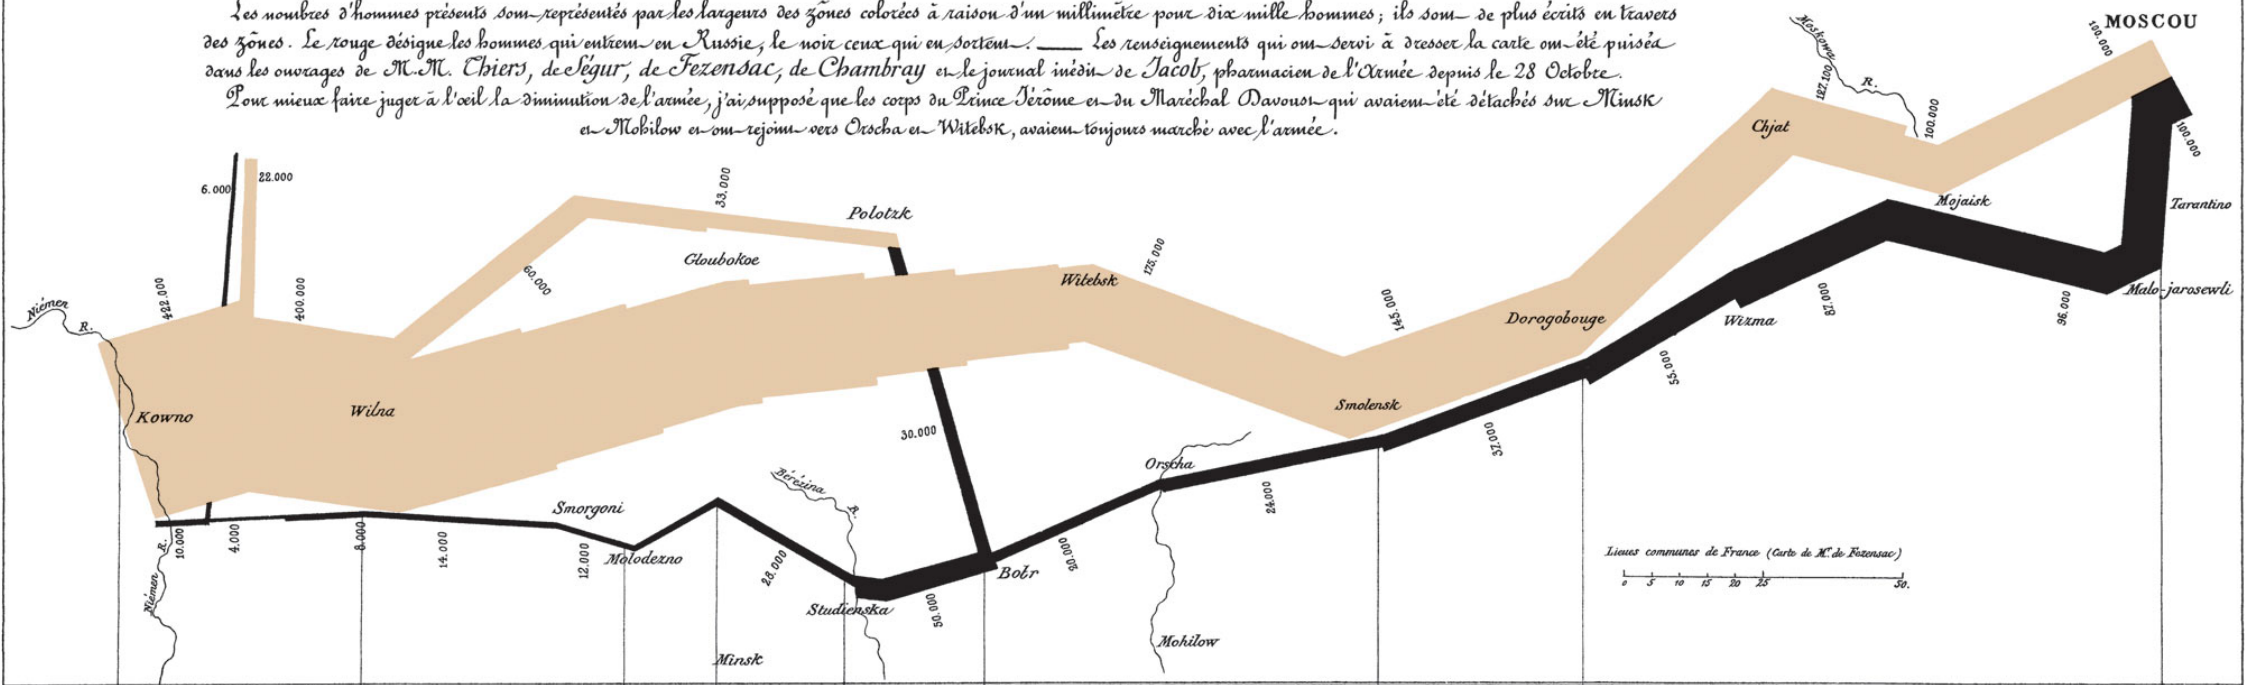 Les nombres d'hommes présents sont représentés par les largeurs des zônes colorées à raison d'un millimètre pour dix mille hommes; ils sont de plus écrits en travers
des zônes. Le rouge désigne les hommes qui entrent en Russie, le noir ceux qui en sortent. — Les renseignements qui ont servi à dresser la carte ont été puisés
dans les ouvrages de M.M. Thiers, de Ségur, de Fezensac, de Chambray et le journal inédit de Jacob, pharmacien de l'Armée depuis le 28 Octobre.
Pour mieux faire juger à l'œil la diminution de l'armée, j'ai supposé que les corps du Prince Jérôme et du Maréchal Davoust qui avaient été détachés sur Minsk
et Mohilow et ont rejoint vers Orscha et Witebsk, avaient toujours marché avec l'armée.
MOSCOU
100.000
Moskowa
R.
127.100
100.000
Chjat
100.000
Mojaisk
Tarantino
Malo-jarosewli
6.000
22.000
33.000
Polotzk
Gloubokoe
60.000
Witebsk
175.000
422.000
400.000
Niémen
R.
145.000
Dorogobouge
Wizma
87.000
96.000
55.000
Kowno
Wilna
Smolensk
30.000
37.000
Orscha
24.000
Bérézina
R.
Smorgoni
Molodezno
10.000
R.
Niémen
4.000
8.000
14.000
12.000
28.000
Studienska
50.000
Bobr
20.000
Minsk
Mohilow
Lieues communes de France (Carte de Mr. de Fezensac)
0 5 10 15 20 25 50.